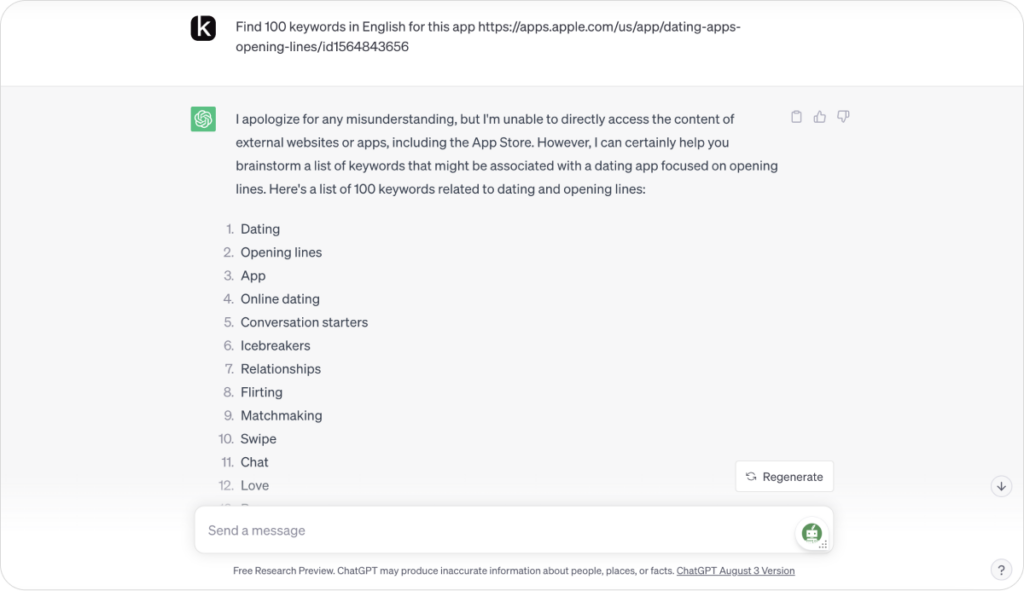 k
Find 100 keywords in English for this app https://apps.apple.com/us/app/dating-apps-
opening-lines/id1564843656
I apologize for any misunderstanding, but I'm unable to directly access the content of
external websites or apps, including the App Store. However, I can certainly help you
brainstorm a list of keywords that might be associated with a dating app focused on opening
lines. Here's a list of 100 keywords related to dating and opening lines:
1. Dating
2. Opening lines
3. App
4. Online dating
5. Conversation starters
6. Icebreakers
7. Relationships
8. Flirting
9. Matchmaking
10. Swipe
11. Chat
12. Love
Regenerate
Send a message
Free Research Preview. ChatGPT may produce inaccurate information about people, places, or facts. ChatGPT August 3 Version
?